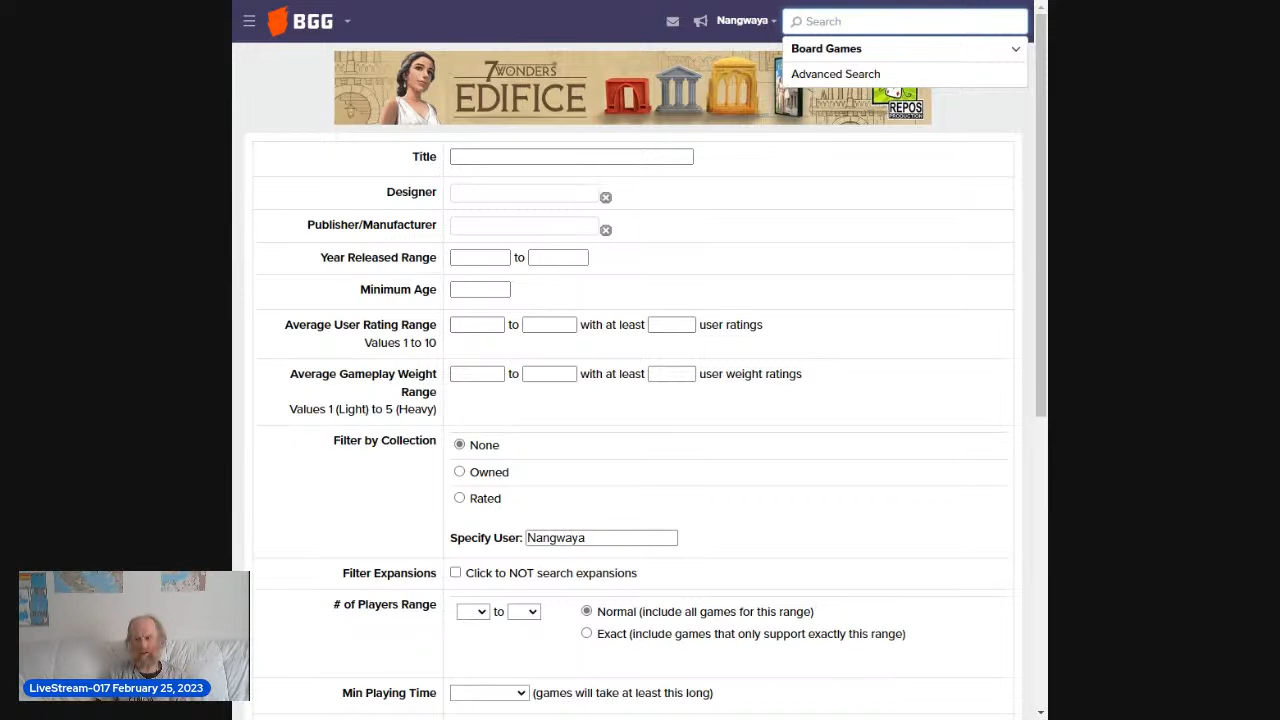 BGG
Nangwaya
Search
Board Games
Advanced Search
7 WONDERS
EDIFICE
REPOS
PRODUCTION
Title
Designer
Publisher/Manufacturer
Year Released Range to
Minimum Age
Average User Rating Range to with at least user ratings
Values 1 to 10
Average Gameplay Weight to with at least user weight ratings
Range
Values 1 (Light) to 5 (Heavy)
Filter by Collection
None
Owned
Rated
Specify User: Nangwaya
Filter Expansions Click to NOT search expansions
# of Players Range to Normal (include all games for this range)
Exact (include games that only support exactly this range)
LiveStream-017 February 25, 2023
Min Playing Time (games will take at least this long)